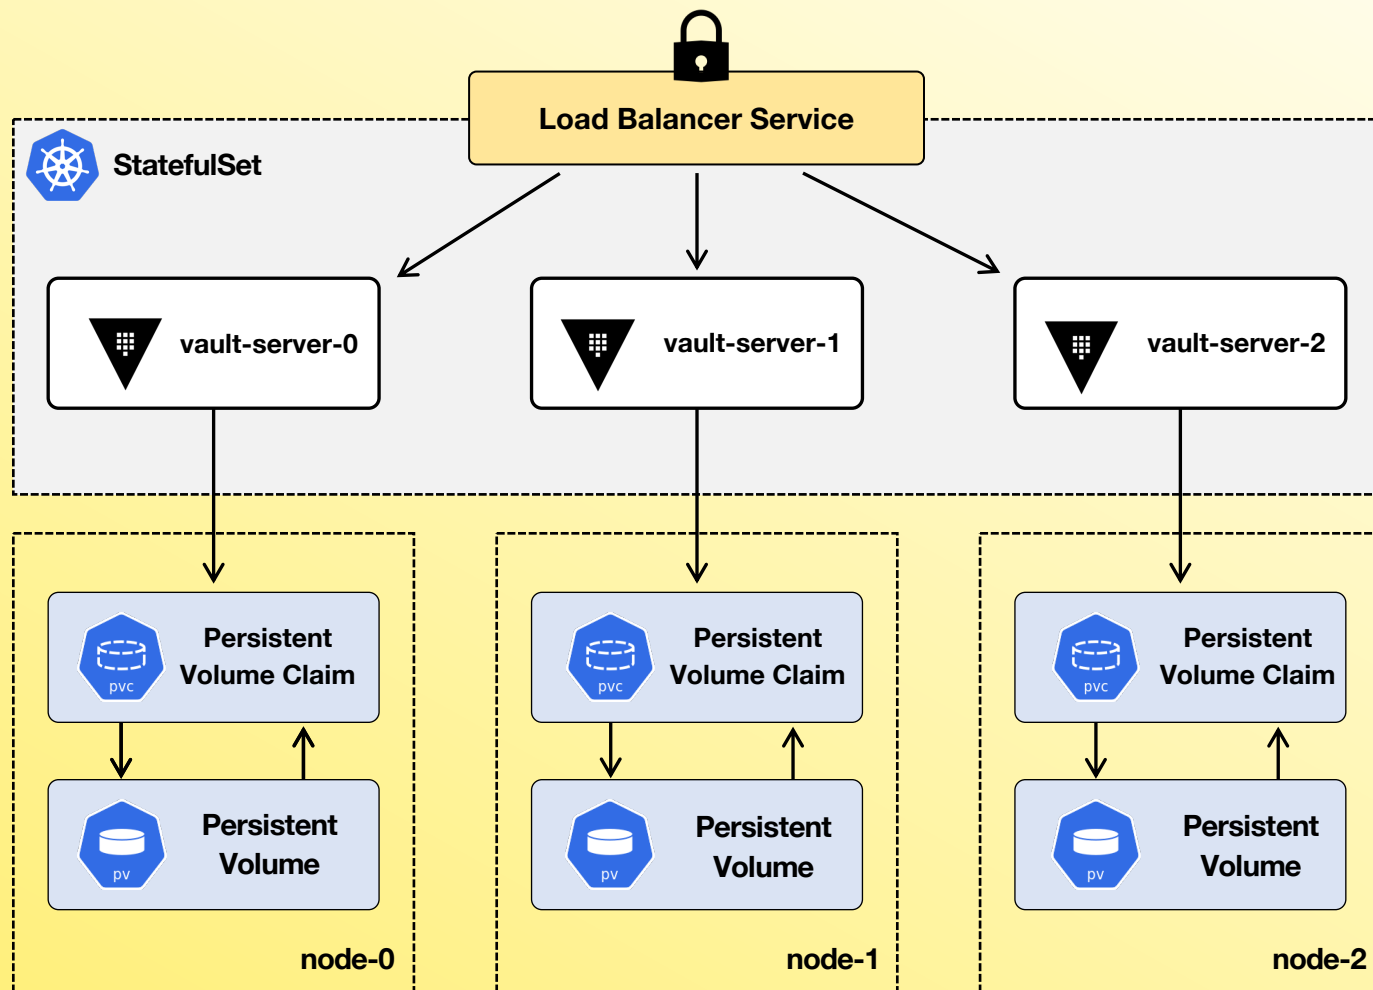 Load Balancer Service
StatefulSet
vault-server-0
vault-server-1
vault-server-2
Persistent
Volume Claim
pvc
Persistent
Volume Claim
pvc
Persistent
Volume Claim
pvc
Persistent
Volume
pv
Persistent
Volume
pv
Persistent
Volume
pv
node-0
node-1
node-2